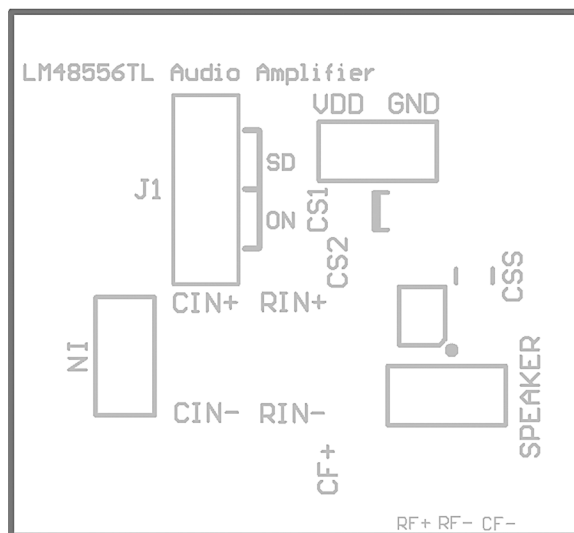 LM48556TL Audio Amplifier
VDD GND
J1
SD
ON
CS1
CS2
CSS
CIN+ RIN+
IN
CIN- RIN-
SPEAKER
CF+
RF+ RF- CF-